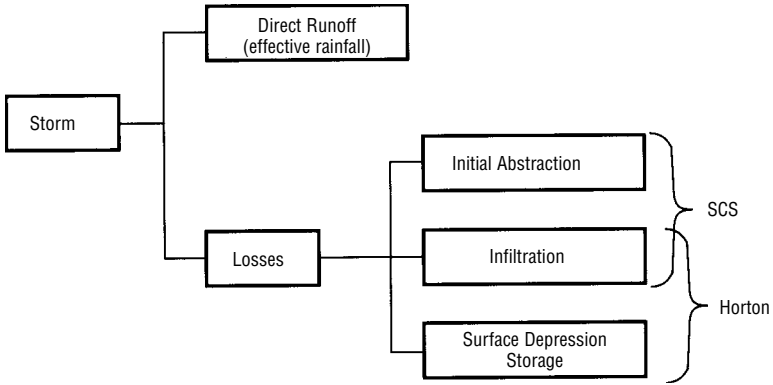 Direct Runoff
(effective rainfall)
Storm
Initial Abstraction
SCS
Losses
Infiltration
Horton
Surface Depression
Storage